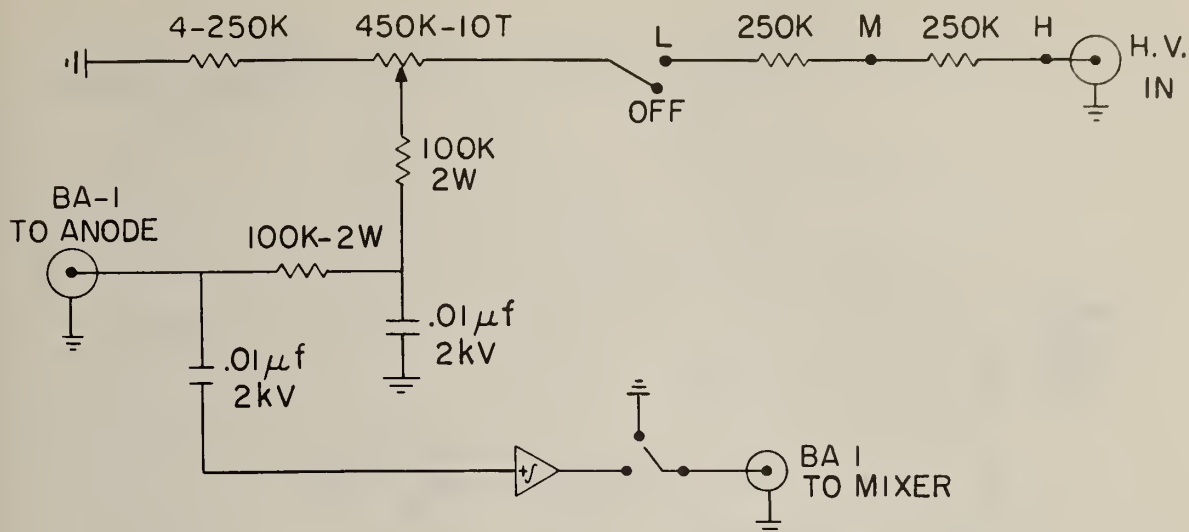 4-250K
450K-10T
L
250K
M
250K
H
H.V.
IN
OFF
100K
2W
BA-1
TO ANODE
100K-2W
.01μf
2kV
.01μf
2kV
+∫
BA 1
TO MIXER